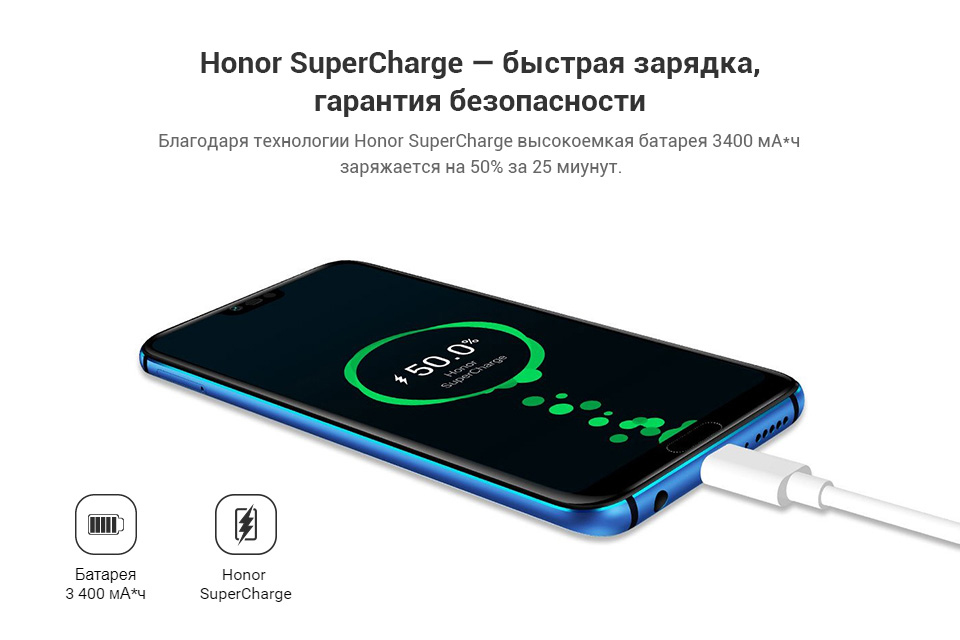 Honor SuperCharge — быстрая зарядка,
гарантия безопасности
Благодаря технологии Honor SuperCharge высокоемкая батарея 3400 мА*ч
заряжается на 50% за 25 миунут.
50.0%
Honor
SuperCharge
Батарея
3 400 мА*ч
Honor
SuperCharge